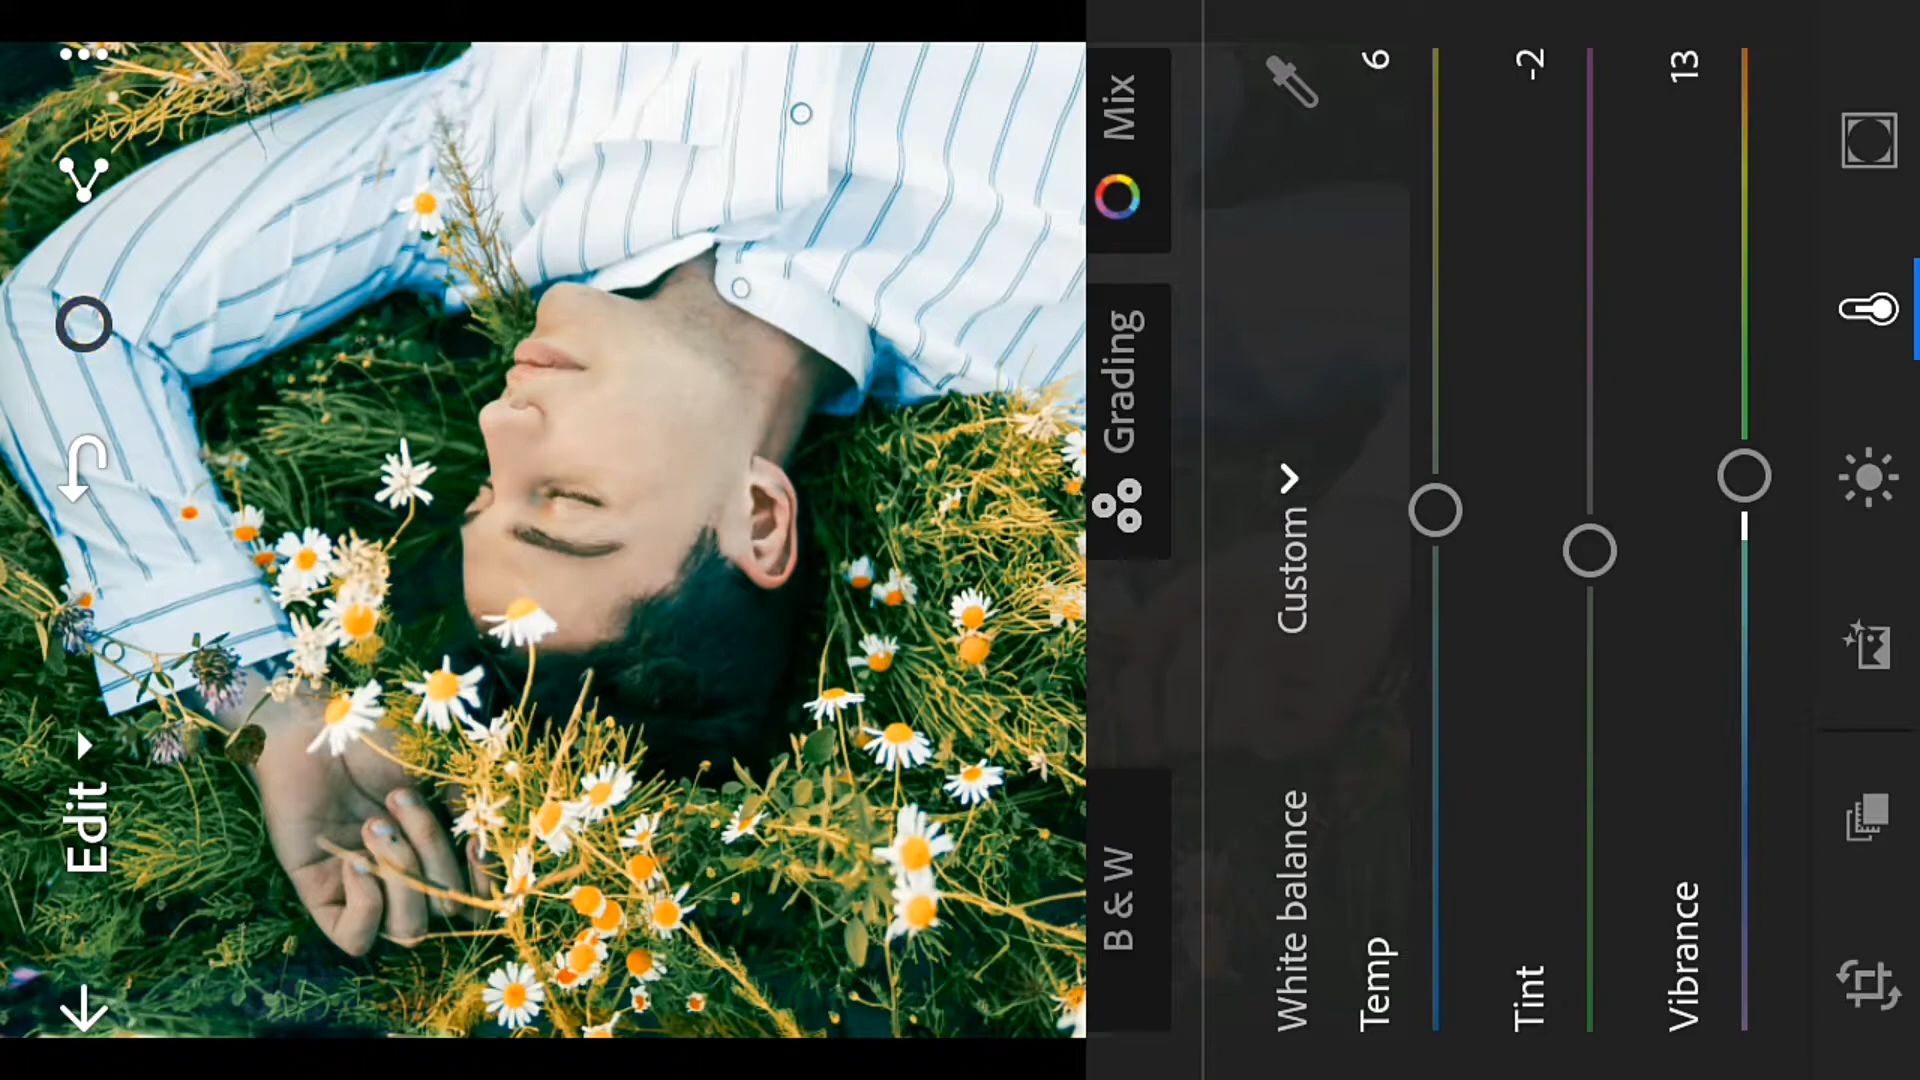 Edit
B & W
Grading
Mix
White balance
Custom
Temp
6
Tint
-2
Vibrance
13